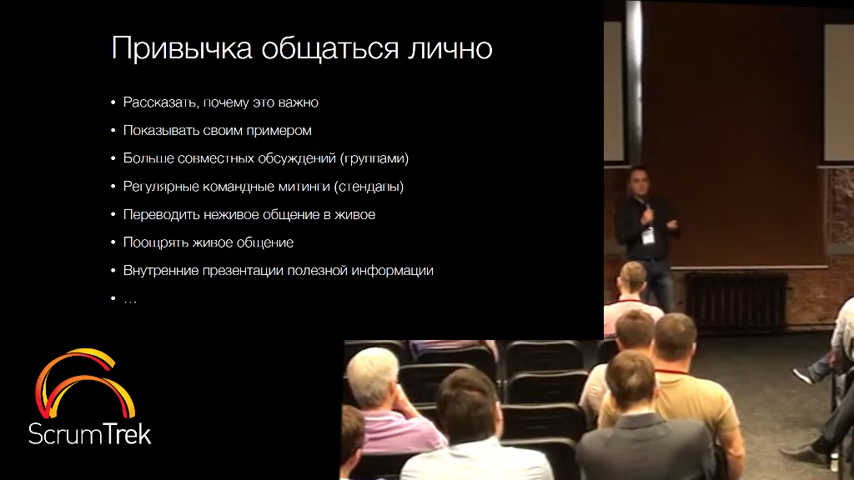 Привычка общаться лично
• Рассказать, почему это важно
• Показывать своим примером
• Больше совместных обсуждений (группами)
• Регулярные командные митинги (стендапы)
• Переводить неживое общение в живое
• Поощрять живое общение
• Внутренние презентации полезной информации
• ...
ScrumTrek